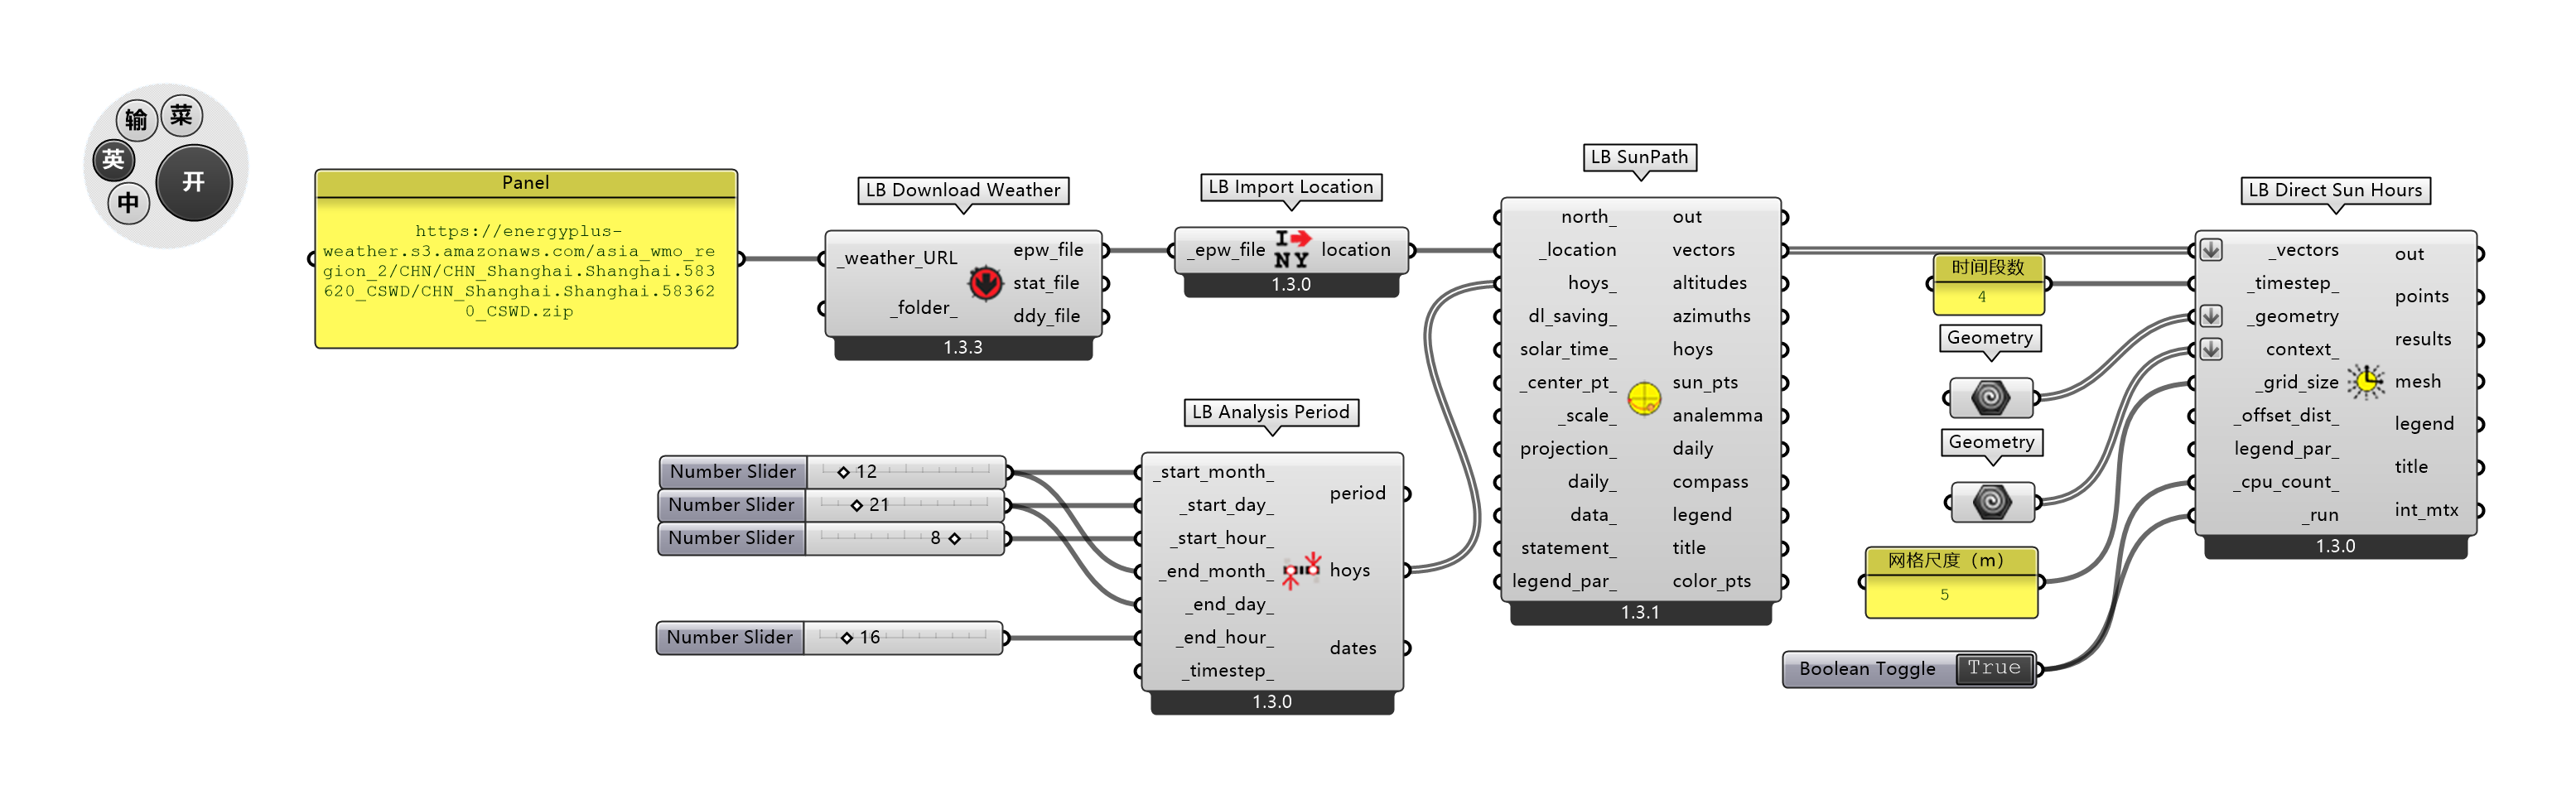 输
菜
英
开
中
Panel
https://energyplus-
weather.s3.amazonaws.com/asia_wmo_re
gion_2/CHN/CHN_Shanghai.Shanghai.583
620_CSWD/CHN_Shanghai.Shanghai.58362
0_CSWD.zip
LB Download Weather
_weather_URL
_folder_
epw_file
stat_file
ddy_file
1.3.3
LB Import Location
_epw_file
I
NY
location
1.3.0
Number Slider 12
Number Slider 21
Number Slider 8
Number Slider 16
LB Analysis Period
_start_month_
_start_day_
_start_hour_
_end_month_
_end_day_
_end_hour_
_timestep_
period
hoys
dates
1.3.0
LB SunPath
north_
_location
hoys_
dl_saving_
solar_time_
_center_pt_
_scale_
projection_
daily_
data_
statement_
legend_par_
out
vectors
altitudes
azimuths
hoys
sun_pts
analemma
daily
compass
legend
title
color_pts
1.3.1
时间段数
4
Geometry
Geometry
网格尺度（m）
5
Boolean Toggle True
LB Direct Sun Hours
_vectors
_timestep_
_geometry
context_
_grid_size
_offset_dist_
legend_par_
_cpu_count_
_run
out
points
results
mesh
legend
title
int_mtx
1.3.0